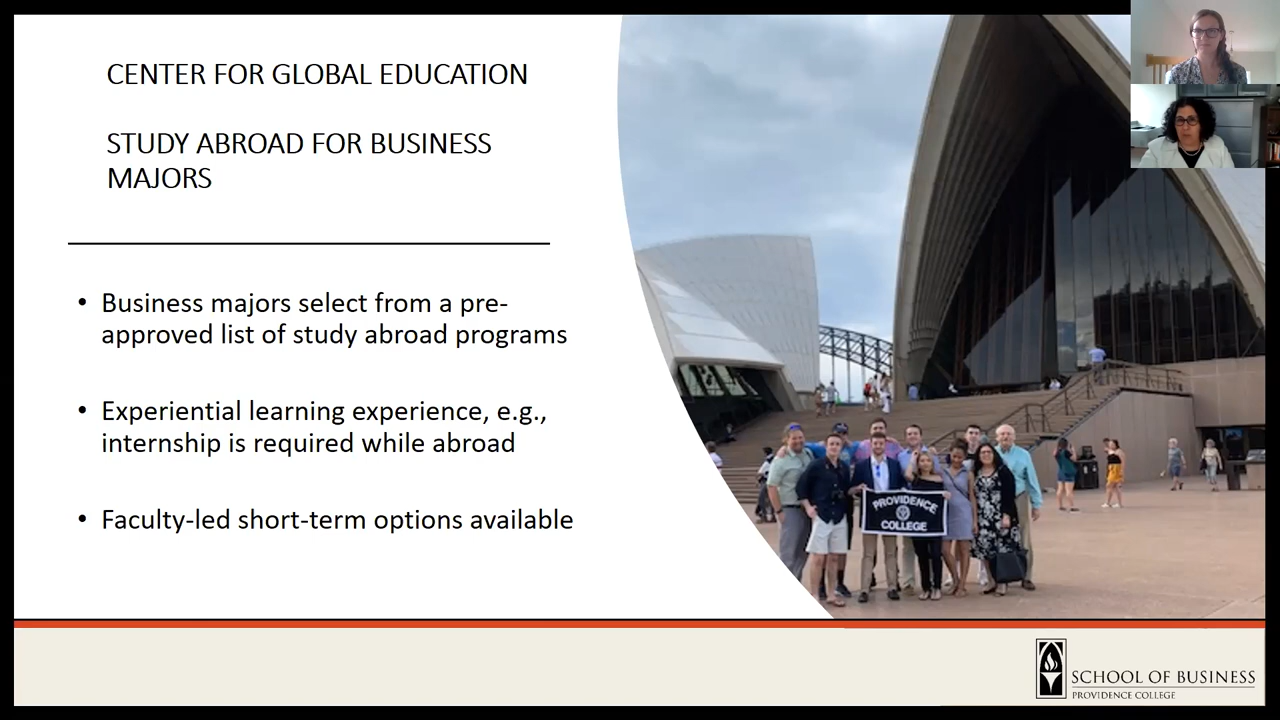 CENTER FOR GLOBAL EDUCATION
STUDY ABROAD FOR BUSINESS
MAJORS
• Business majors select from a pre-
approved list of study abroad programs
• Experiential learning experience, e.g.,
internship is required while abroad
• Faculty-led short-term options available
PROVIDENCE
COLLEGE
SCHOOL OF BUSINESS
PROVIDENCE COLLEGE